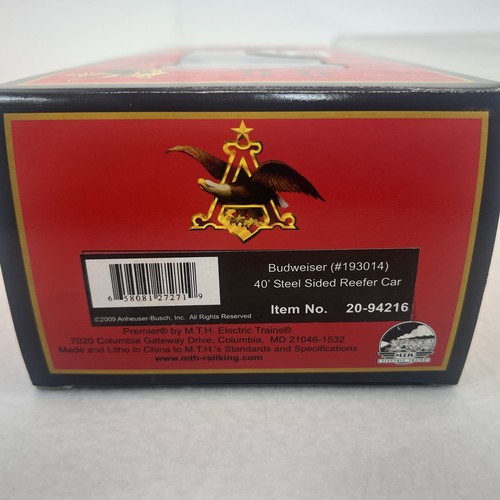 Budweiser (#193014)
40' Steel Sided Reefer Car
Item No. 20-94216
6 58081 27271 9
©2009 Anheuser-Busch, Inc. All Rights Reserved
Premier® by M.T.H. Electric Trains®
7020 Columbia Gateway Drive, Columbia, MD 21046-1532
Made and Litho in China to M.T.H.'s Standards and Specifications
www.mth-railking.com
M.T.H.
ELECTRIC TRAINS